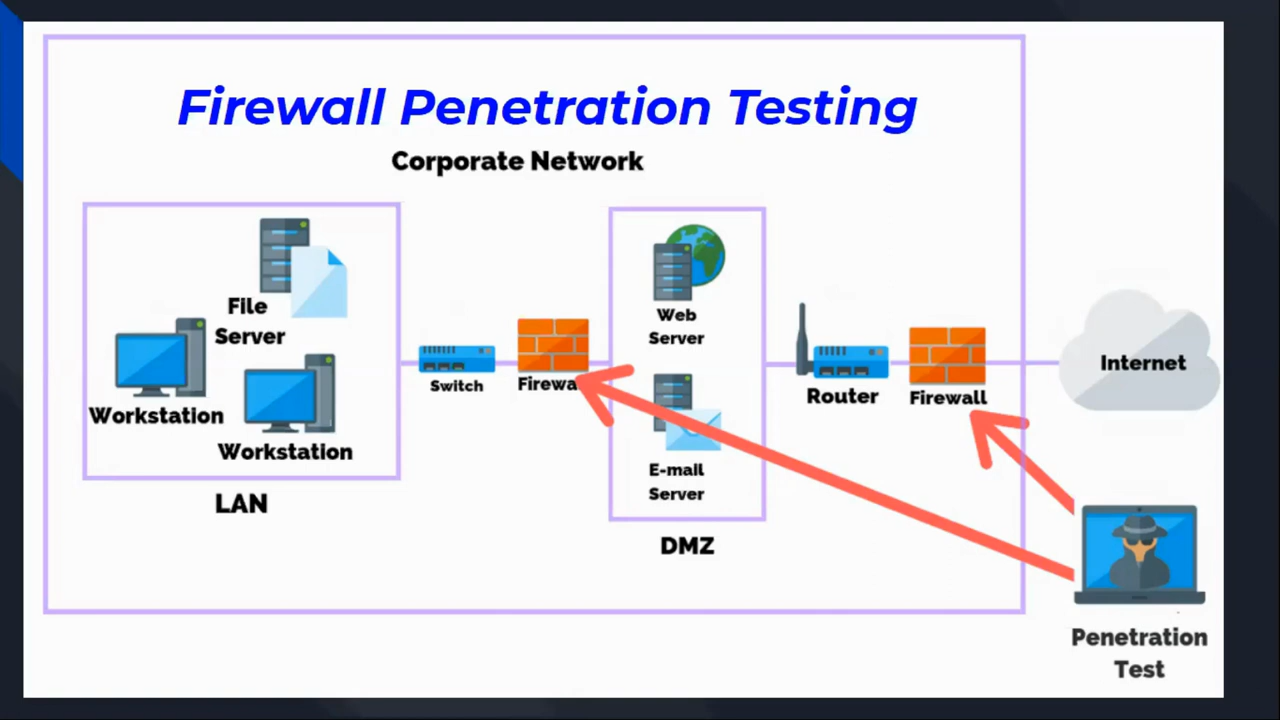 Firewall Penetration Testing
Corporate Network
File
Server
Workstation
Workstation
LAN
Switch
Firewa
Web
Server
E-mail
Server
DMZ
Router
Firewall
Internet
Penetration
Test